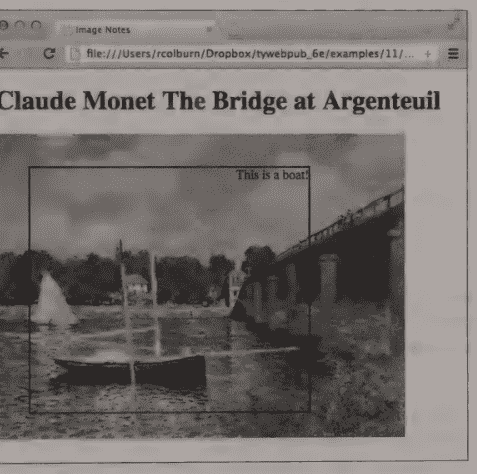 Image Notes
file:///Users/rcolburn/Dropbox/tywebpub_6e/examples/11/...
Claude Monet The Bridge at Argenteuil
This is a boat!